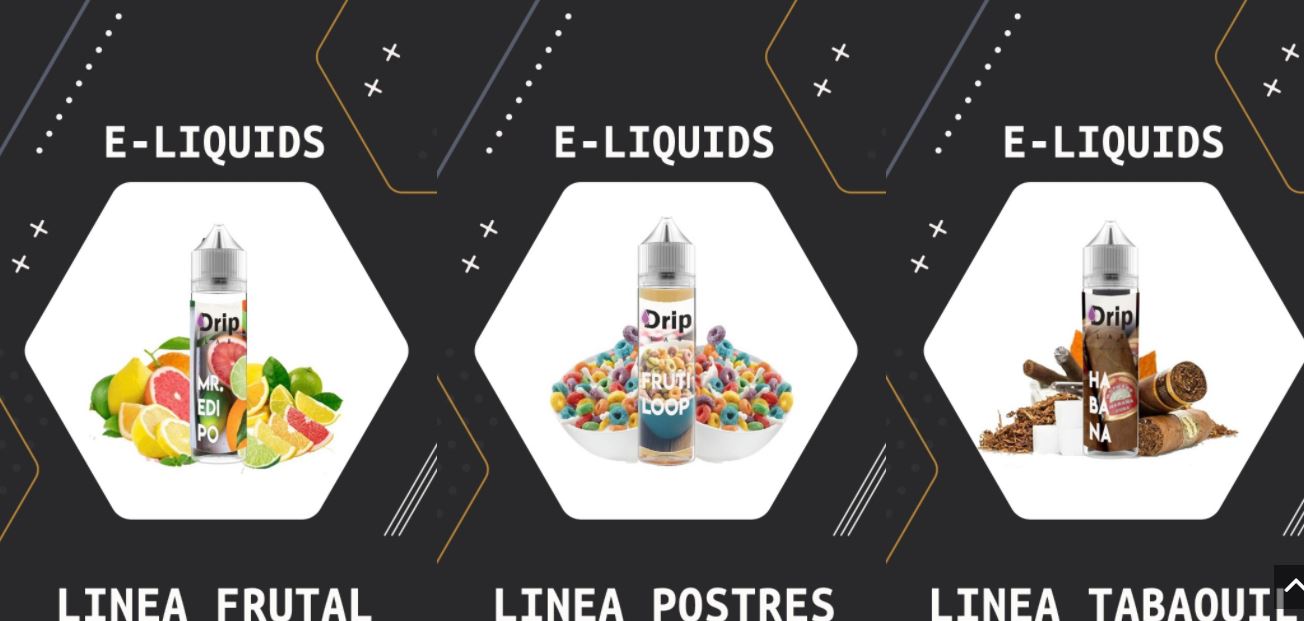 E-LIQUIDS
Drip
MR.
EDI
PO
LINEA FRUTAL
E-LIQUIDS
Drip
FRUTI
LOOP
LINEA POSTRES
E-LIQUIDS
Drip
HA
BA
NA
LINEA TABAQUIL